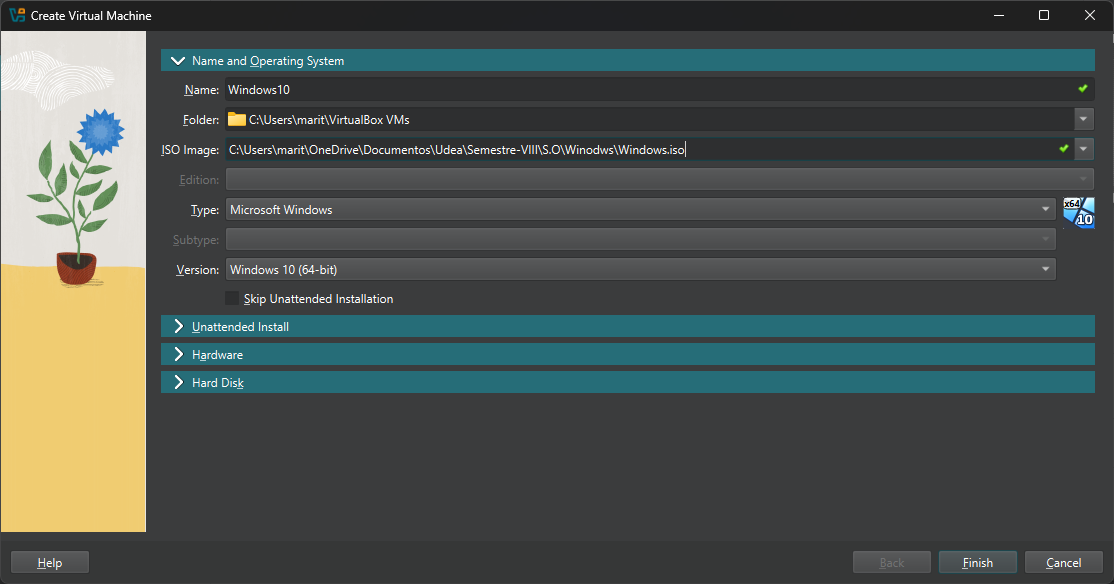 Create Virtual Machine
Name and Operating System
Name: Windows10
Folder: C:\Users\marit\VirtualBox VMs
ISO Image: C:\Users\marit\OneDrive\Documentos\Udea\Semestre-VIII\S.O\Winodws\Windows.iso
Edition:
Type: Microsoft Windows
x64
10
Subtype:
Version: Windows 10 (64-bit)
Skip Unattended Installation
Unattended Install
Hardware
Hard Disk
Help Back Finish Cancel